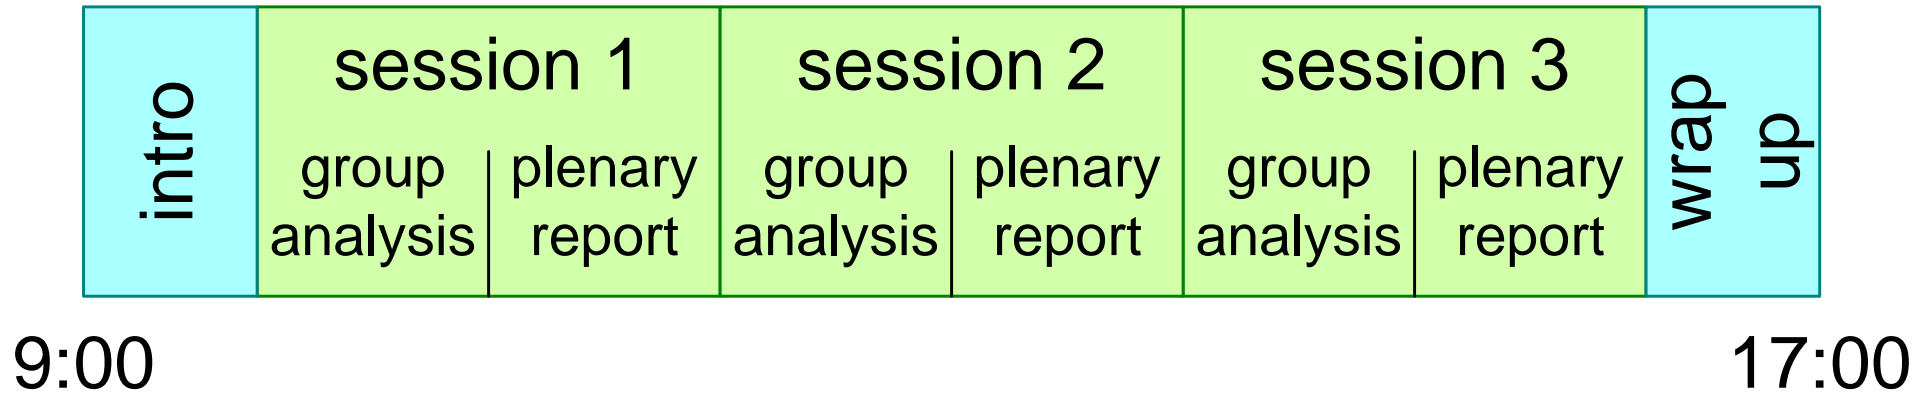 intro
session 1
group
analysis
plenary
report
session 2
group
analysis
plenary
report
session 3
group
analysis
plenary
report
wrap
up
9:00
17:00